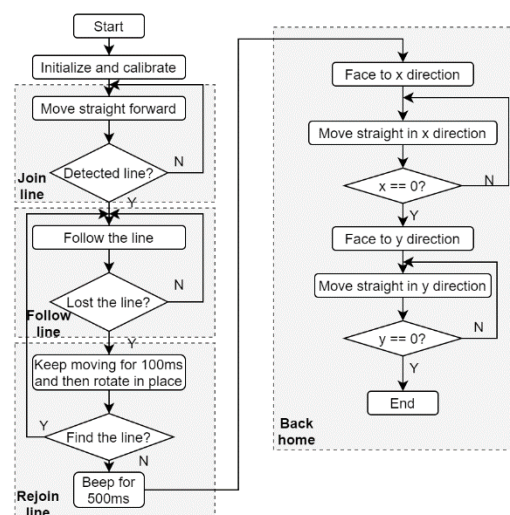 Start
Initialize and calibrate
Move straight forward
Detected line?
N
Y
Join
line
Follow the line
Lost the line?
N
Y
Follow
line
Keep moving for 100ms
and then rotate in place
Find the line?
Y
N
Beep for
500ms
Rejoin
line
Face to x direction
Move straight in x direction
x == 0?
N
Y
Face to y direction
Move straight in y direction
y == 0?
N
Y
End
Back
home